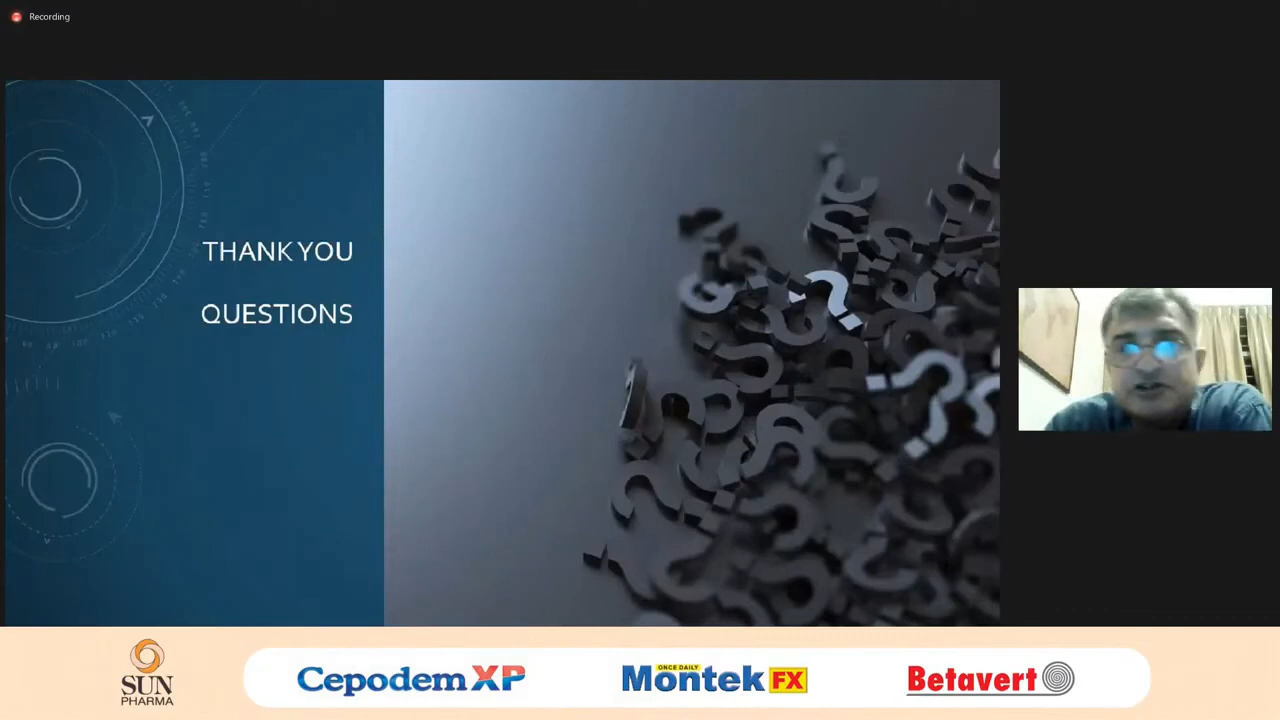 Recording
THANK YOU
QUESTIONS
SUN
PHARMA
Cepodem XP
ONCE DAILY
Montek FX
Betavert